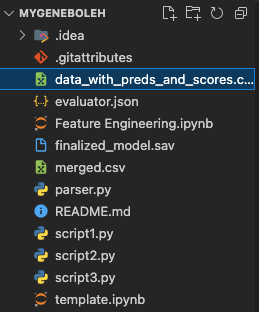 MYGENEBOLEH
.idea
.gitattributes
data_with_preds_and_scores.c...
evaluator.json
Feature Engineering.ipynb
finalized_model.sav
merged.csv
parser.py
README.md
script1.py
script2.py
script3.py
template.ipynb